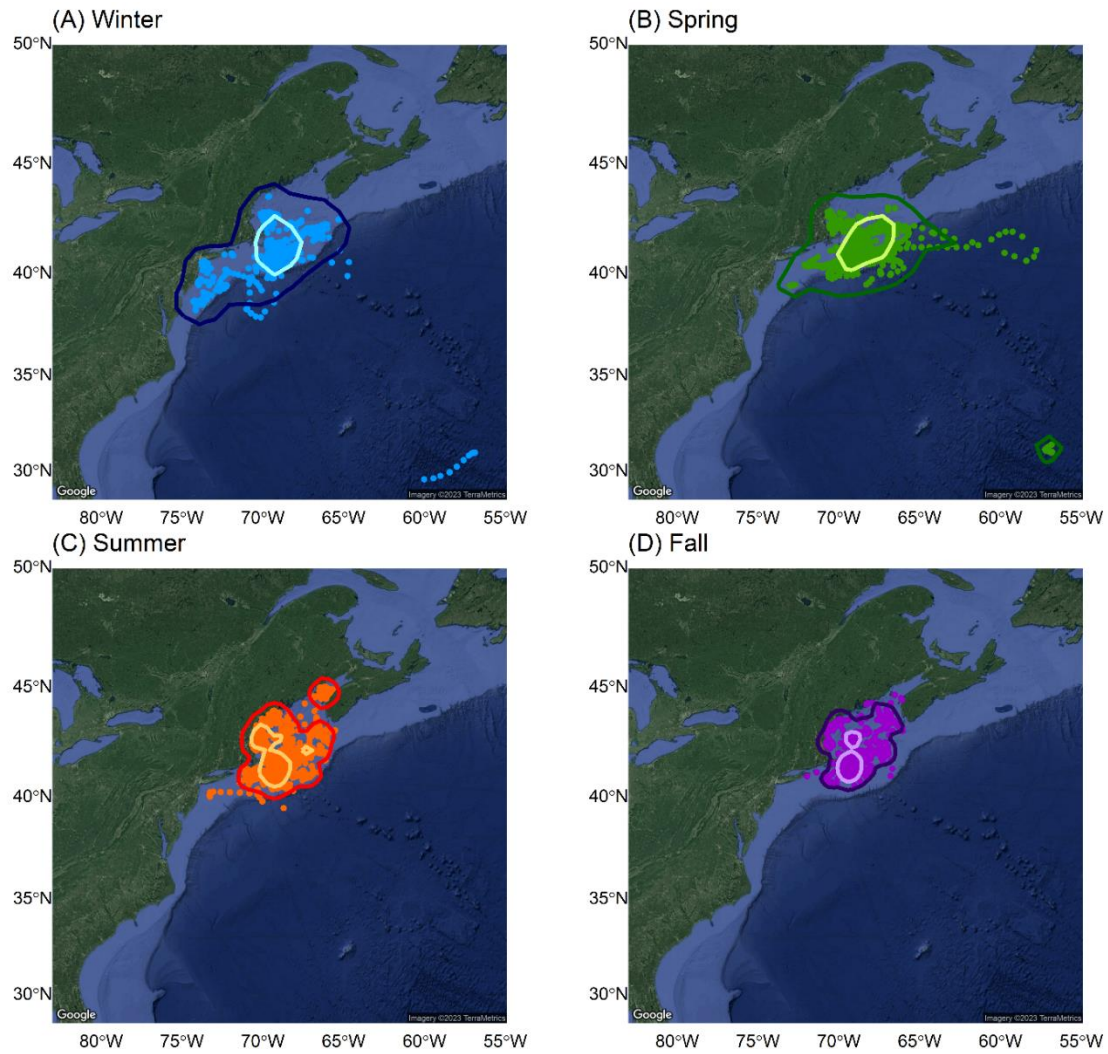 (A) Winter
(B) Spring
50°N
50°N
45°N
45°N
40°N
40°N
35°N
35°N
30°N
30°N
Google
Imagery ©2023 TerraMetrics
Google
Imagery ©2023 TerraMetrics
80°W 75°W 70°W 65°W 60°W 55°W
80°W 75°W 70°W 65°W 60°W 55°W
(C) Summer
(D) Fall
50°N
50°N
45°N
45°N
40°N
40°N
35°N
35°N
30°N
30°N
Google
Imagery ©2023 TerraMetrics
Google
Imagery ©2023 TerraMetrics
80°W 75°W 70°W 65°W 60°W 55°W
80°W 75°W 70°W 65°W 60°W 55°W